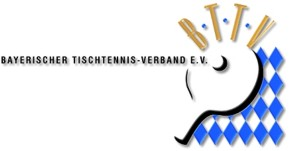 B·T·T·V
BAYERISCHER TISCHTENNIS-VERBAND E.V.